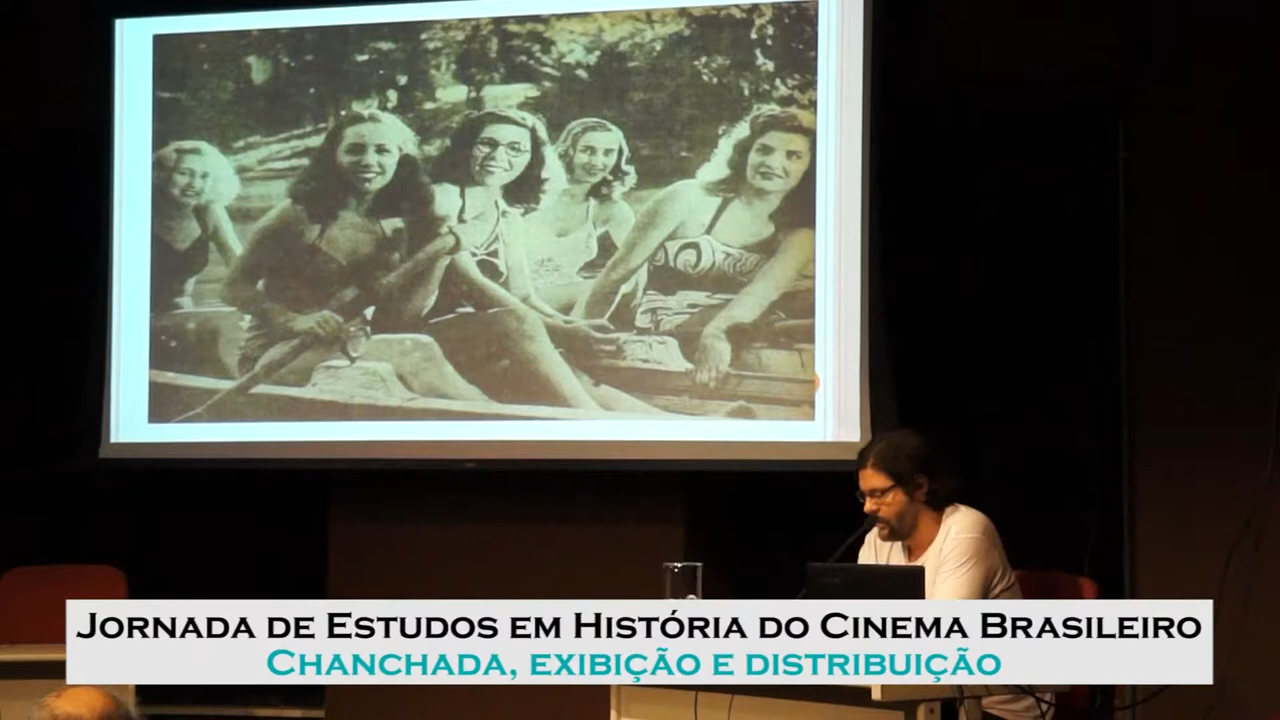 Jornada de Estudos em História do Cinema Brasileiro
Chanchada, exibição e distribuição